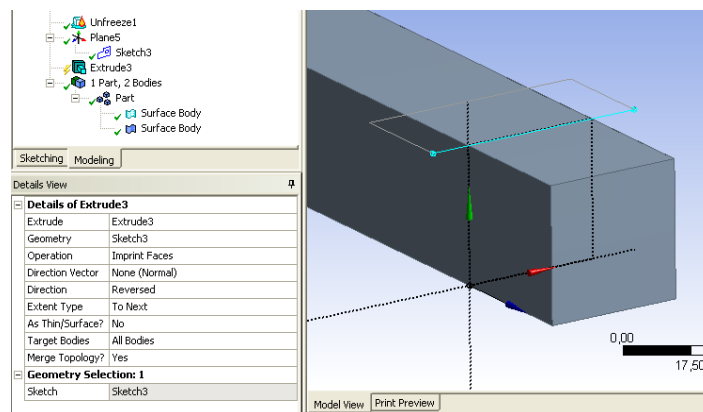 Unfreeze1
Plane5
Sketch3
Extrude3
1 Part, 2 Bodies
Part
Surface Body
Surface Body
Sketching Modeling
Details View
Details of Extrude3
Extrude Extrude3
Geometry Sketch3
Operation Imprint Faces
Direction Vector None (Normal)
Direction Reversed
Extent Type To Next
As Thin/Surface? No
Target Bodies All Bodies
Merge Topology? Yes
Geometry Selection: 1
Sketch Sketch3
0,00
17,50
Model View Print Preview